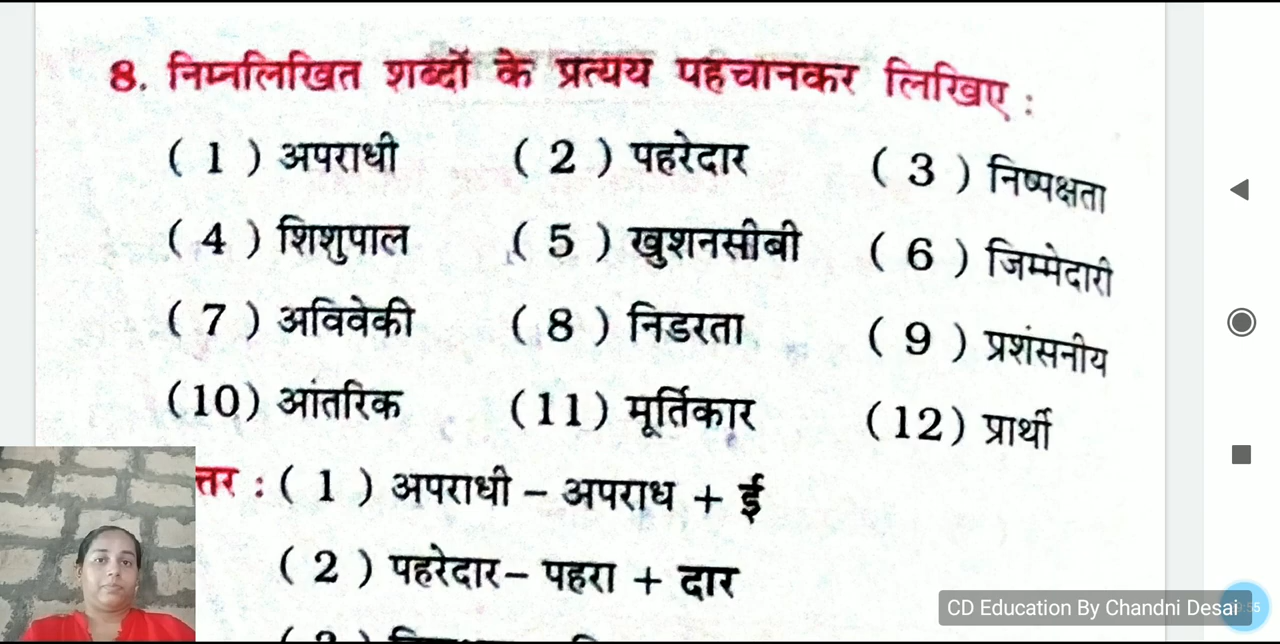 8. निम्नलिखित शब्दों के प्रत्यय पहचानकर लिखिए :
( 1 ) अपराधी ( 2 ) पहरेदार ( 3 ) निष्पक्षता
( 4 ) शिशुपाल ( 5 ) खुशनसीबी ( 6 ) जिम्मेदारी
( 7 ) अविवेकी ( 8 ) निडरता ( 9 ) प्रशंसनीय
(10) आंतरिक (11) मूर्तिकार (12) प्रार्थी
त्तर : ( 1 ) अपराधी – अपराध + ई
( 2 ) पहरेदार – पहरा + दार
CD Education By Chandni Desai